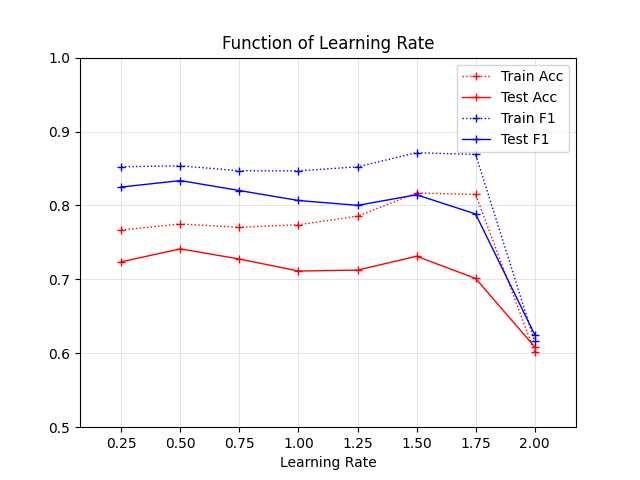 Function of Learning Rate
Train Acc
Test Acc
Train F1
Test F1
1.0
0.9
0.8
0.7
0.6
0.5
0.25 0.50 0.75 1.00 1.25 1.50 1.75 2.00
Learning Rate